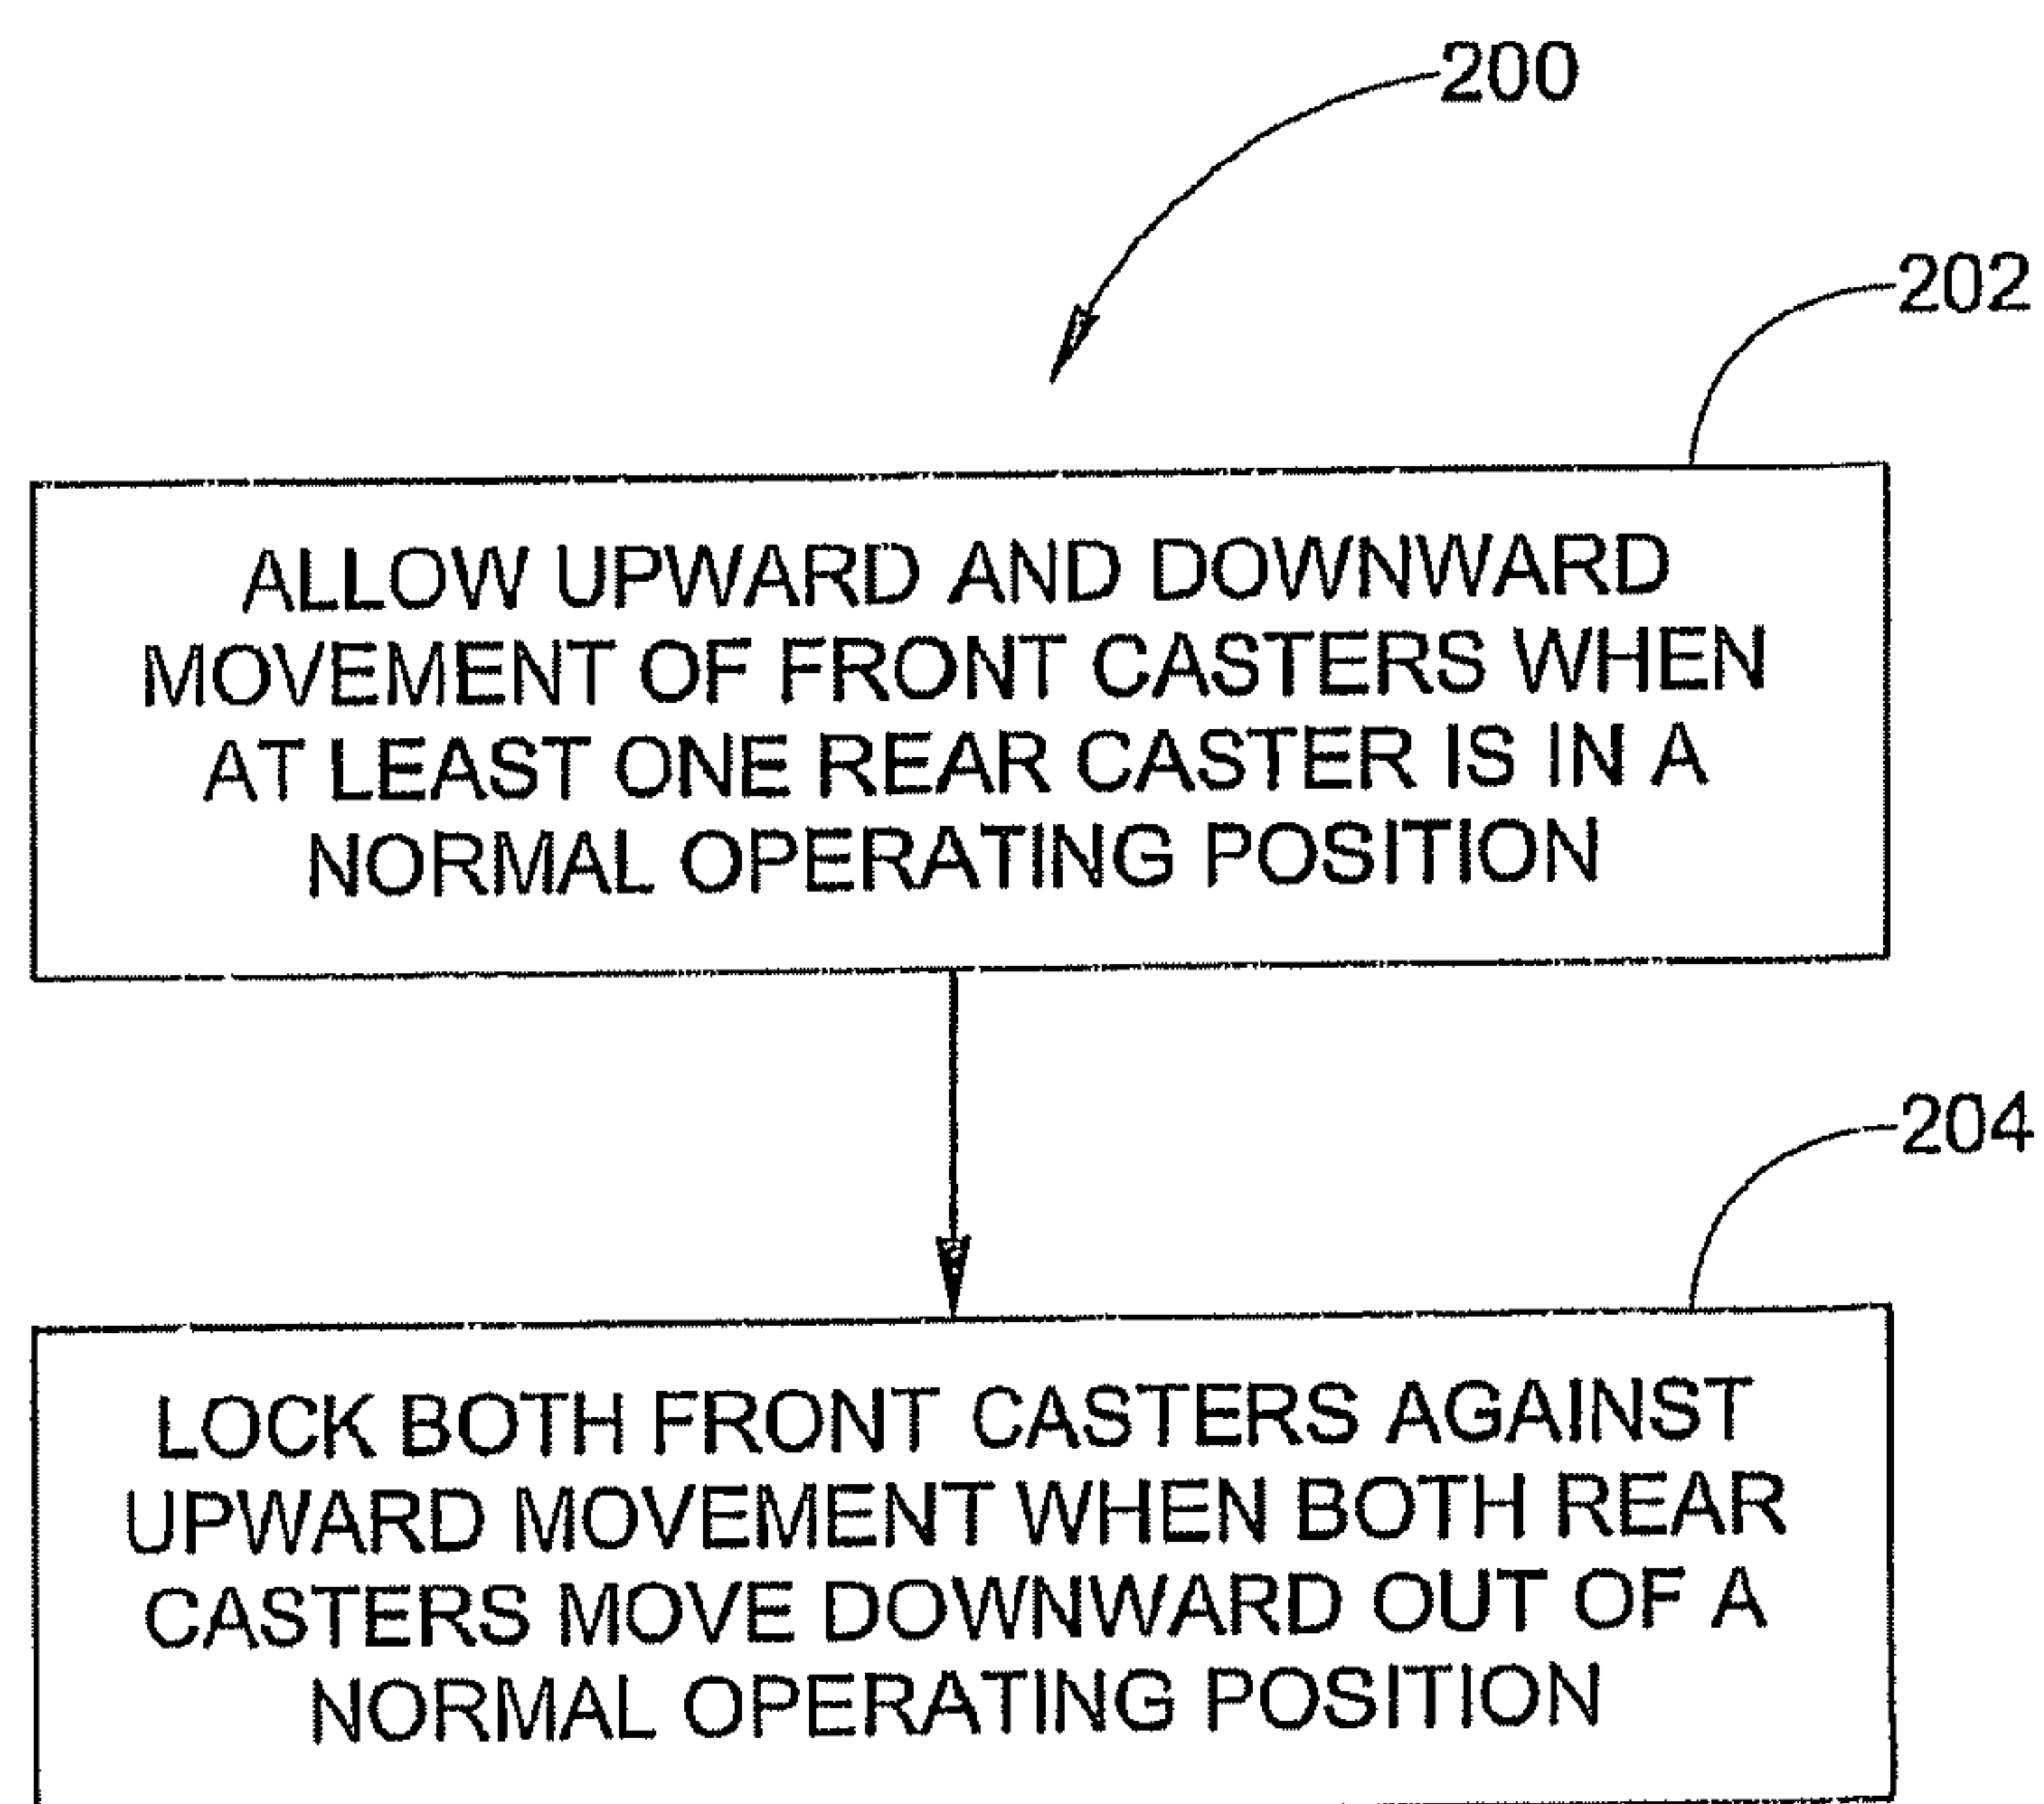 200
202
ALLOW UPWARD AND DOWNWARD
MOVEMENT OF FRONT CASTERS WHEN
AT LEAST ONE REAR CASTER IS IN A
NORMAL OPERATING POSITION
204
LOCK BOTH FRONT CASTERS AGAINST
UPWARD MOVEMENT WHEN BOTH REAR
CASTERS MOVE DOWNWARD OUT OF A
NORMAL OPERATING POSITION